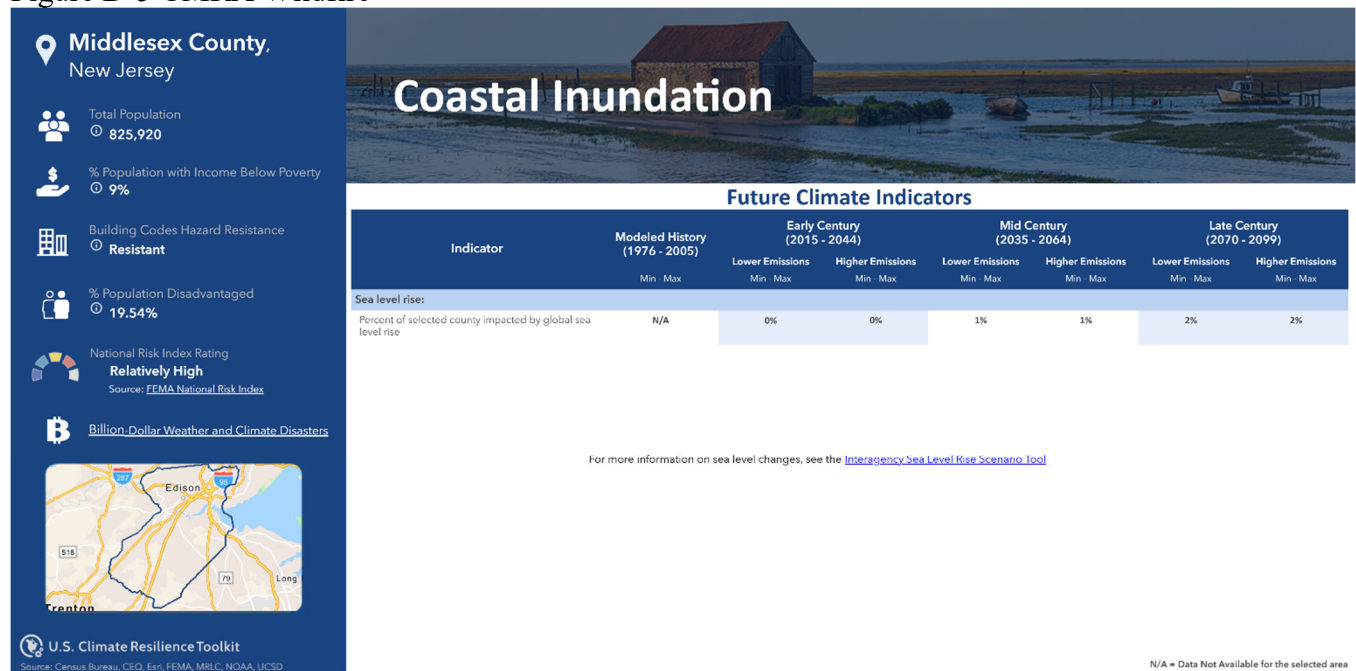 Middlesex County,
New Jersey
Total Population
825,920
% Population with Income Below Poverty
9%
Building Codes Hazard Resistance
Resistant
% Population Disadvantaged
19.54%
National Risk Index Rating
Relatively High
Source: FEMA National Risk Index
Billion-Dollar Weather and Climate Disasters
287
95
Edison
518
79
Long
Trenton
U.S. Climate Resilience Toolkit
Source: Census Bureau, CEQ, Esri, FEMA, MRLC, NOAA, UCSD
Coastal Inundation
Future Climate Indicators
Indicator
Modeled History
(1976 - 2005)
Early Century
(2015 - 2044)
Mid Century
(2035 - 2064)
Late Century
(2070 - 2099)
Lower Emissions Higher Emissions Lower Emissions Higher Emissions Lower Emissions Higher Emissions
Min - Max Min - Max Min - Max Min - Max Min - Max Min - Max Min - Max
Sea level rise:
Percent of selected county impacted by global sea
level rise
N/A 0% 0% 1% 1% 2% 2%
For more information on sea level changes, see the Interagency Sea Level Rise Scenario Tool
N/A = Data Not Available for the selected area